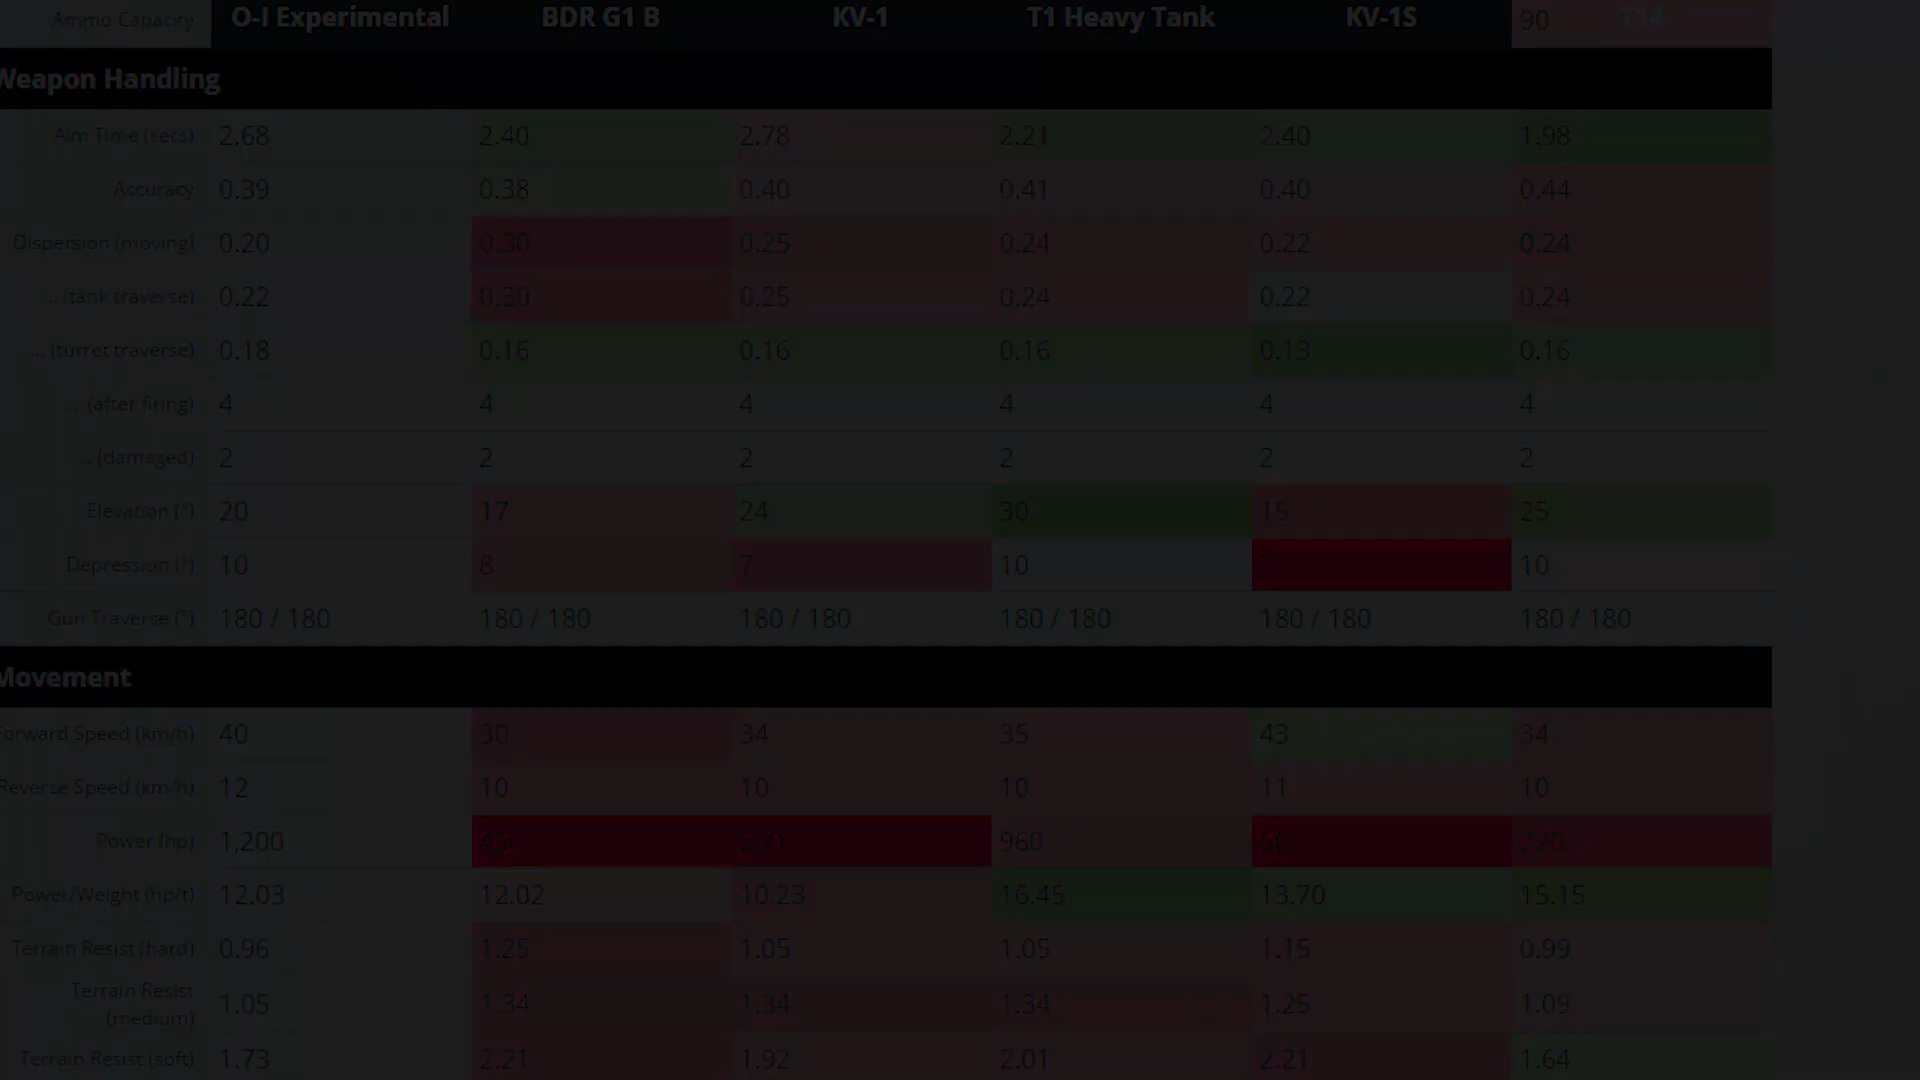 Ammo Capacity O-I Experimental BDR G1 B KV-1 T1 Heavy Tank KV-1S 90 T14
Weapon Handling
Aim Time (secs) 2.68 2.40 2.78 2.21 2.40 1.98
Accuracy 0.39 0.38 0.40 0.41 0.40 0.44
Dispersion (moving) 0.20 0.30 0.25 0.24 0.22 0.24
... (tank traverse) 0.22 0.30 0.25 0.24 0.22 0.24
... (turret traverse) 0.18 0.16 0.16 0.16 0.13 0.16
... (after firing) 4 4 4 4 4 4
... (damaged) 2 2 2 2 2 2
Elevation (°) 20 17 24 30 15 25
Depression (°) 10 8 7 10 10
Gun Traverse (°) 180 / 180 180 / 180 180 / 180 180 / 180 180 / 180 180 / 180
Movement
Forward Speed (km/h) 40 30 34 35 43 34
Reverse Speed (km/h) 12 10 10 10 11 10
Power (hp) 1,200 960 720
Power/Weight (hp/t) 12.03 12.02 10.23 16.45 13.70 15.15
Terrain Resist (hard) 0.96 1.25 1.05 1.05 1.15 0.99
Terrain Resist
(medium) 1.05 1.34 1.34 1.34 1.25 1.09
Terrain Resist (soft) 1.73 2.21 1.92 2.01 2.21 1.64